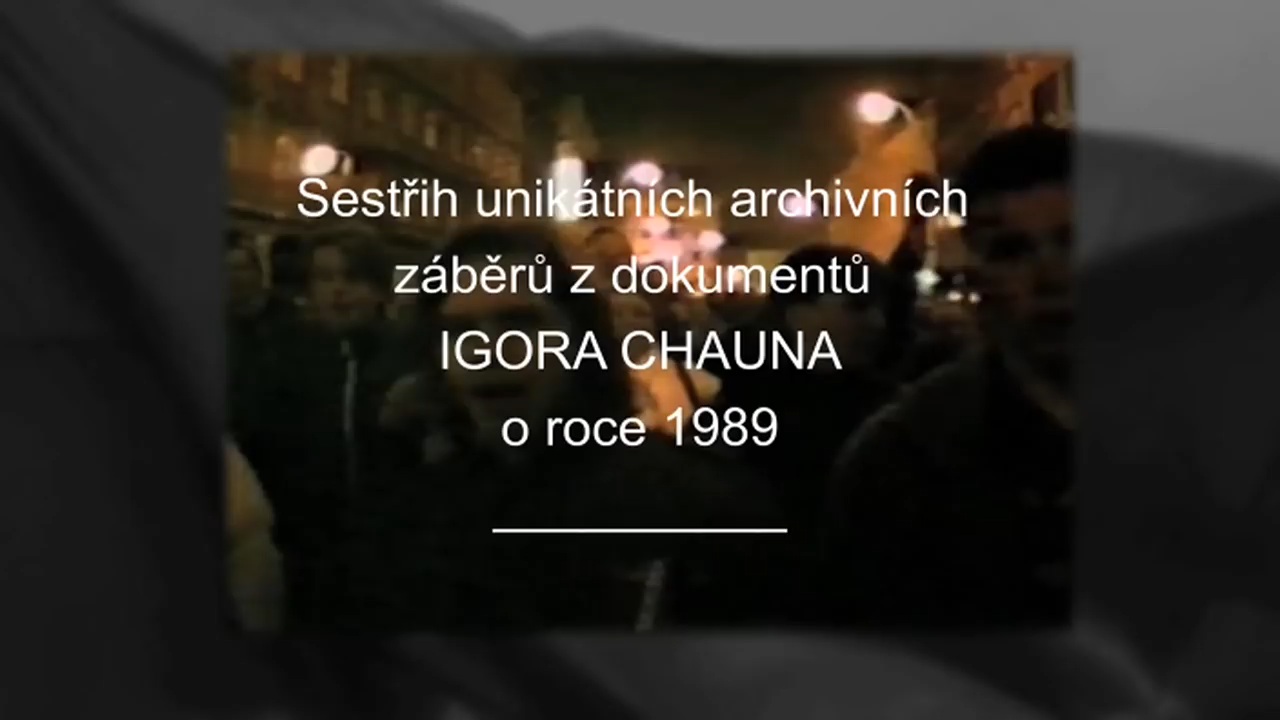 Sestřih unikátních archivních
záběrů z dokumentů
IGORA CHAUNA
o roce 1989